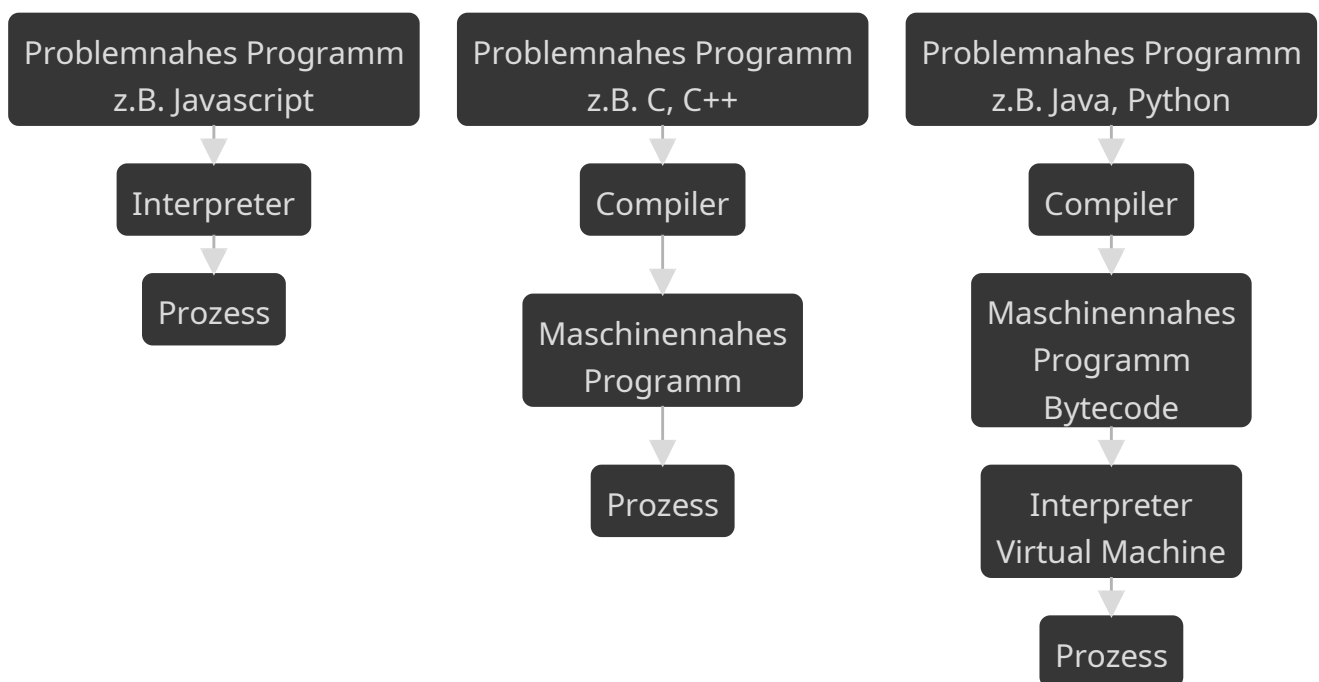 Problemnahes Programm
z.B. Javascript
Interpreter
Prozess
Problemnahes Programm
z.B. C, C++
Compiler
Maschinennahes
Programm
Prozess
Problemnahes Programm
z.B. Java, Python
Compiler
Maschinennahes
Programm
Bytecode
Interpreter
Virtual Machine
Prozess